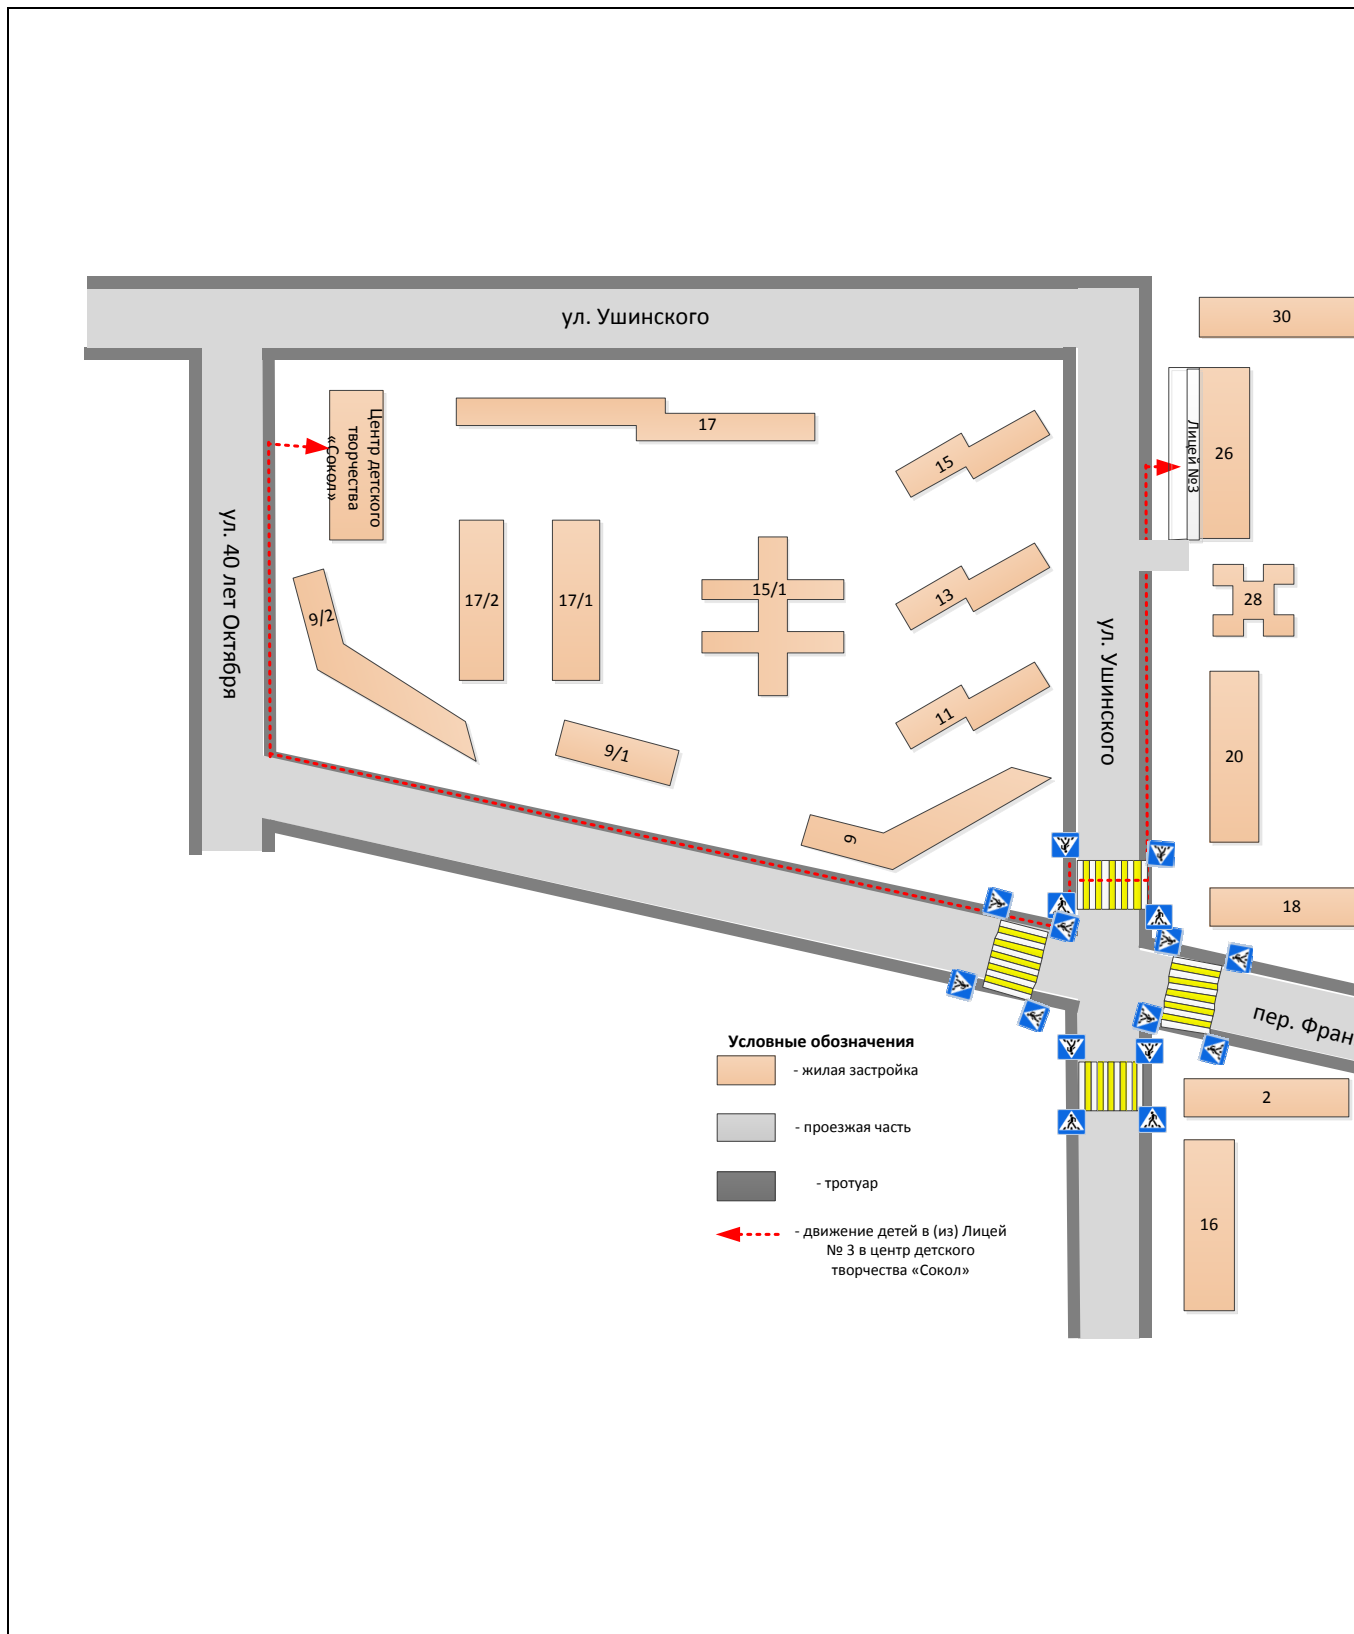 ул. Ушинского
30
Центр детского
творчества
«Сокол»
17
15
Лицей №3
26
ул. 40 лет Октября
17/2
17/1
15/1
13
28
9/2
ул. Ушинского
11
9/1
20
9
18
пер. Фран
Условные обозначения
- жилая застройка
- проезжая часть
- тротуар
- движение детей в (из) Лицей
№ 3 в центр детского
творчества «Сокол»
2
16